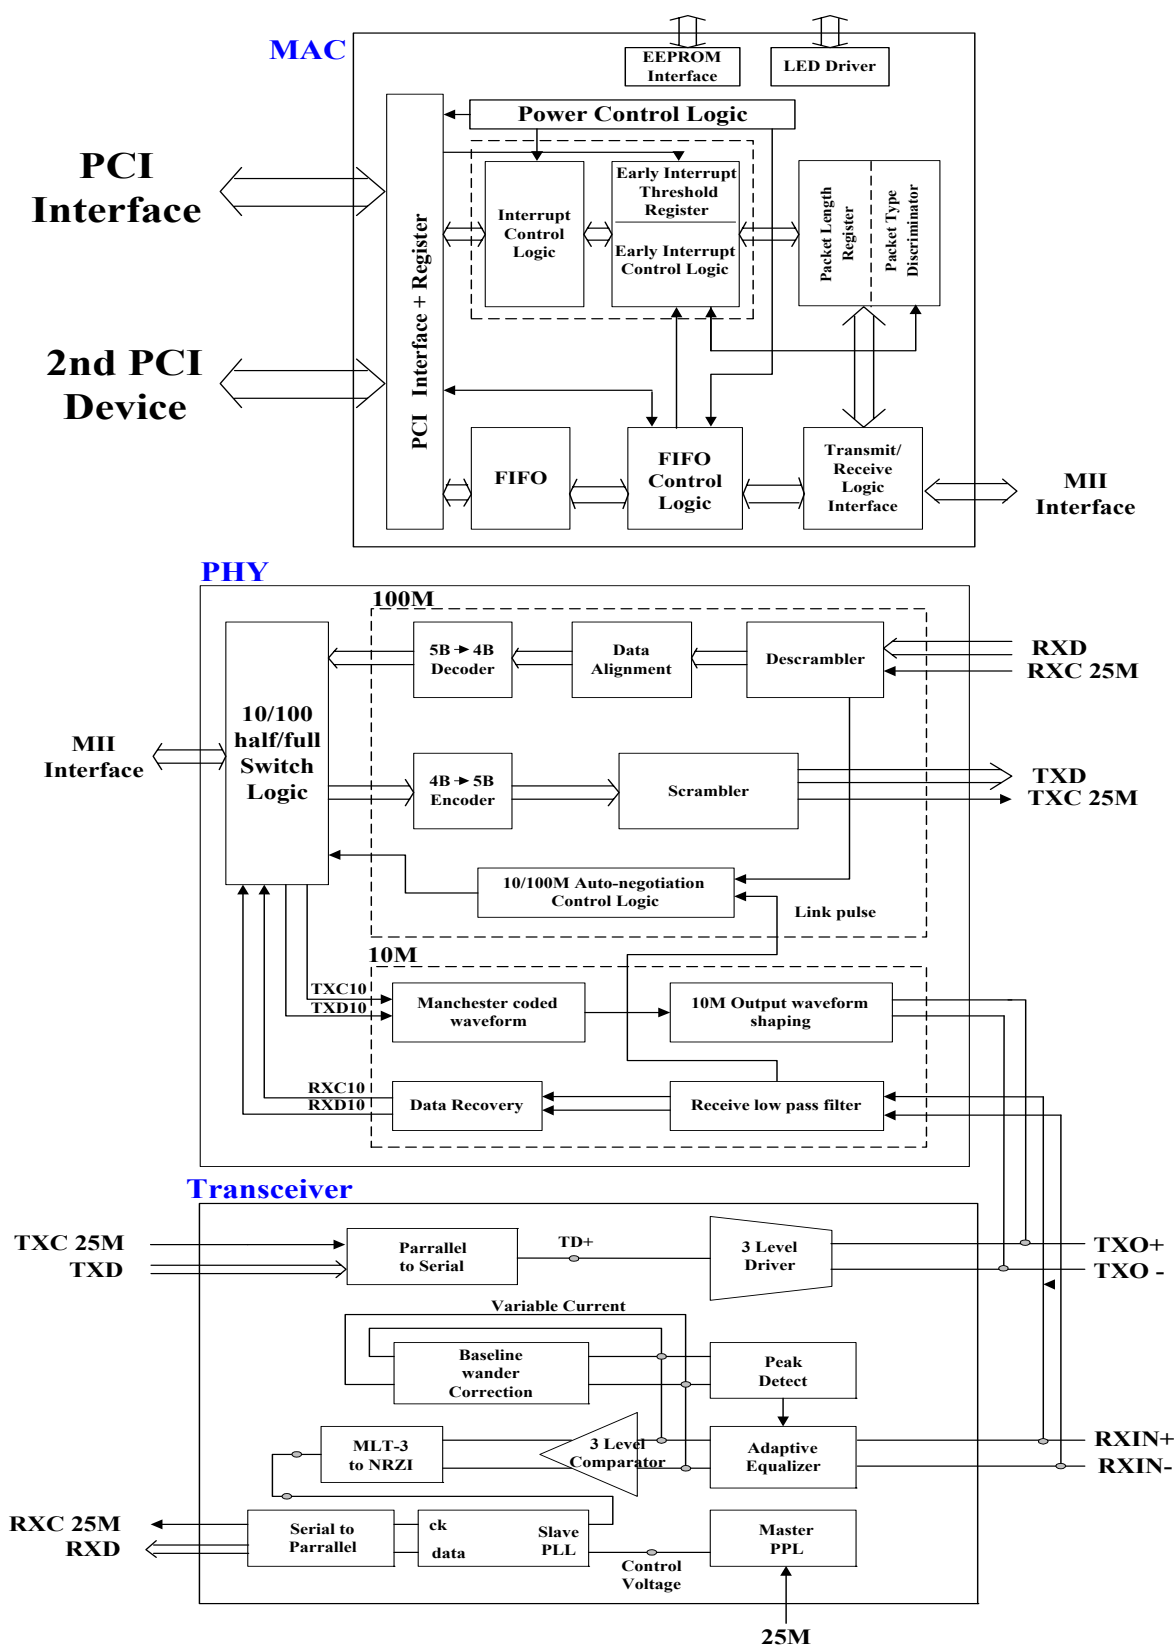 MAC
EEPROM
Interface
LED Driver
Power Control Logic
PCI
Interface
PCI Interface + Register
Interrupt
Control
Logic
Early Interrupt
Threshold
Register
Early Interrupt
Control Logic
Packet Length
Register
Packet Type
Discriminator
2nd PCI
Device
FIFO
FIFO
Control
Logic
Transmit/
Receive
Logic
Interface
MII
Interface
PHY
100M
10/100
half/full
Switch
Logic
5B → 4B
Decoder
Data
Alignment
Descrambler
RXD
RXC 25M
MII
Interface
4B → 5B
Encoder
Scrambler
TXD
TXC 25M
10/100M Auto-negotiation
Control Logic
Link pulse
10M
TXC10
TXD10
Manchester coded
waveform
10M Output waveform
shaping
RXC10
RXD10
Data Recovery
Receive low pass filter
Transceiver
TXC 25M
TXD
Parrallel
to Serial
TD+
3 Level
Driver
TXO+
TXO -
Variable Current
Baseline
wander
Correction
Peak
Detect
MLT-3
to NRZI
3 Level
Comparator
Adaptive
Equalizer
RXIN+
RXIN-
RXC 25M
RXD
Serial to
Parrallel
ck
data
Slave
PLL
Control
Voltage
Master
PPL
25M